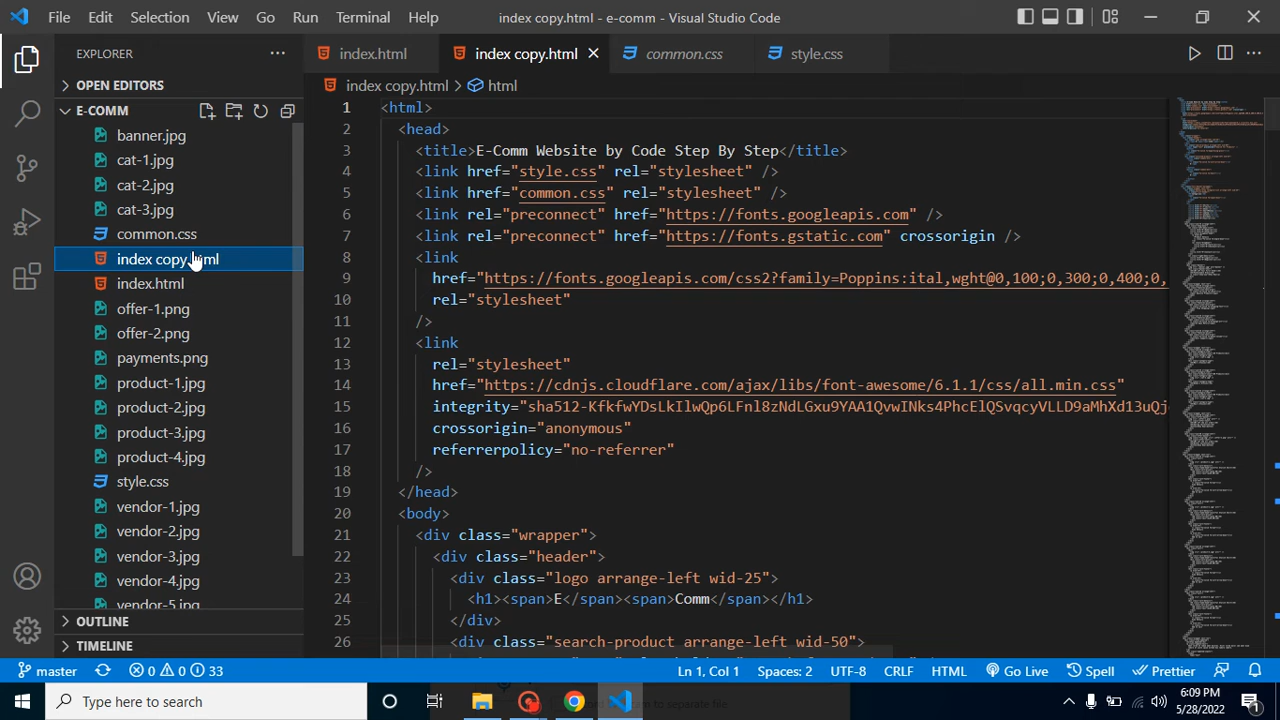 File Edit Selection View Go Run Terminal Help index copy.html - e-comm - Visual Studio Code
EXPLORER
index.html index copy.html common.css style.css
OPEN EDITORS
index copy.html > html
E-COMM
banner.jpg
cat-1.jpg
cat-2.jpg
cat-3.jpg
common.css
index copy.html
index.html
offer-1.png
offer-2.png
payments.png
product-1.jpg
product-2.jpg
product-3.jpg
product-4.jpg
style.css
vendor-1.jpg
vendor-2.jpg
vendor-3.jpg
vendor-4.jpg
vendor-5.jpg
OUTLINE
TIMELINE
1 <html>
2 <head>
3 <title>E-Com Website by Code Step By Step</title>
4 <link href="style.css" rel="stylesheet" />
5 <link href="common.css" rel="stylesheet" />
6 <link rel="preconnect" href="https://fonts.googleapis.com" />
7 <link rel="preconnect" href="https://fonts.gstatic.com" crossorigin />
8 <link
9 href="https://fonts.googleapis.com/css2?family=Poppins:ital,wght@0,100;0,300;0,400;0,
10 rel="stylesheet"
11 />
12 <link
13 rel="stylesheet"
14 href="https://cdnjs.cloudflare.com/ajax/libs/font-awesome/6.1.1/css/all.min.css"
15 integrity="sha512-KfkfwYDsLkIlwQp6LFnl8zNdLGxu9YAA1QvwINks4PhcElQSvqcyVLLD9aMhXd13uQj
16 crossorigin="anonymous"
17 referrerpolicy="no-referrer"
18 />
19 </head>
20 <body>
21 <div class="wrapper">
22 <div class="header">
23 <div class="logo arrange-left wid-25">
24 <h1><span>E</span><span>Comm</span></h1>
25 </div>
26 <div class="search-product arrange-left wid-50">
master 0 0 33 Ln 1, Col 1 Spaces: 2 UTF-8 CRLF HTML Go Live Spell Prettier
Type here to search
6:09 PM
5/28/2022
1